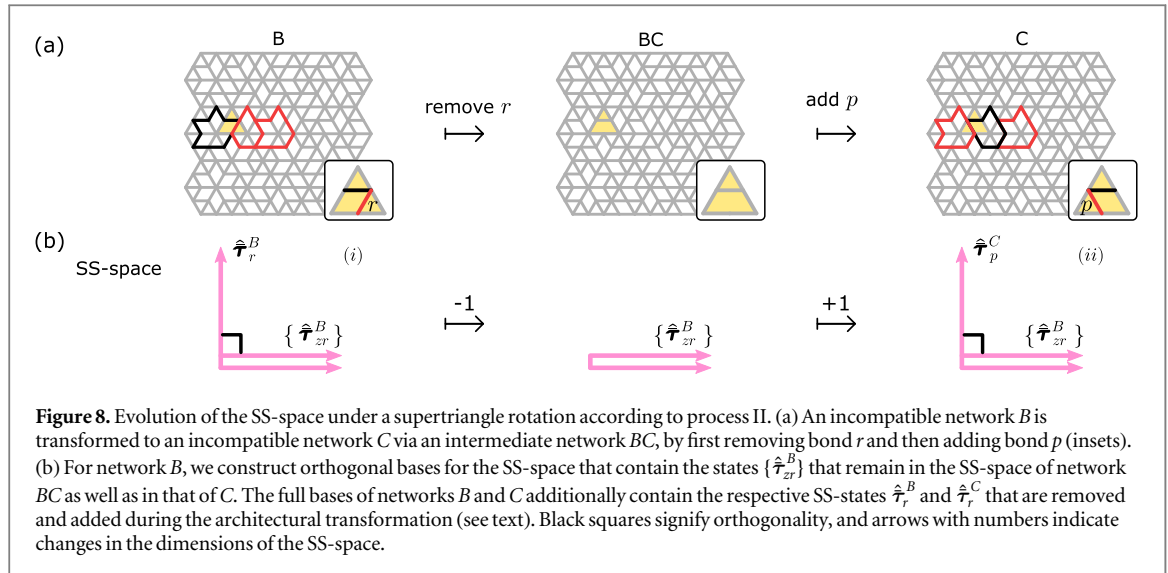 (a)
B
BC
C
remove r
add p
r
p
(b)
SS-space
τ̂̄_r^B
(i)
{ τ̂̄_{zr}^B }
-1
{ τ̂̄_{zr}^B }
+1
τ̂̄_p^C
(ii)
{ τ̂̄_{zr}^B }
Figure 8. Evolution of the SS-space under a supertriangle rotation according to process II. (a) An incompatible network B is
transformed to an incompatible network C via an intermediate network BC, by first removing bond r and then adding bond p (insets).
(b) For network B, we construct orthogonal bases for the SS-space that contain the states {τ̂̄_{zr}^B} that remain in the SS-space of network
BC as well as in that of C. The full bases of networks B and C additionally contain the respective SS-states τ̂̄_r^B and τ̂̄_r^C that are removed
and added during the architectural transformation (see text). Black squares signify orthogonality, and arrows with numbers indicate
changes in the dimensions of the SS-space.